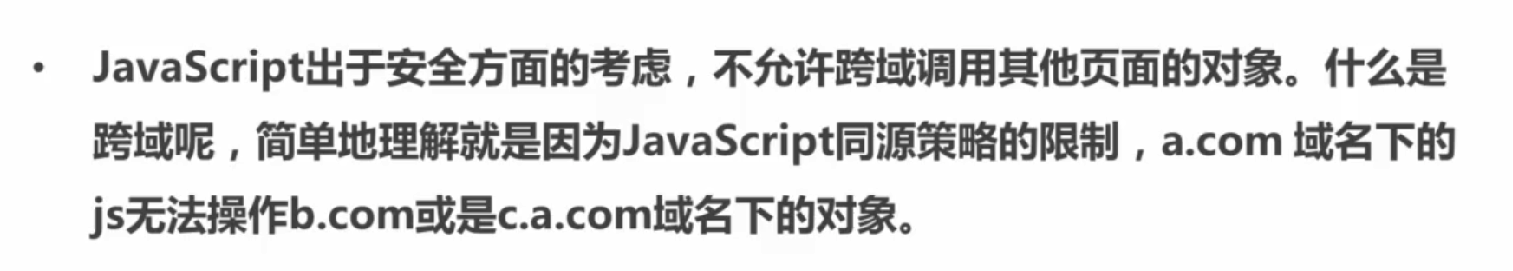 • JavaScript出于安全方面的考虑，不允许跨域调用其他页面的对象。什么是
跨域呢，简单地理解就是因为JavaScript同源策略的限制，a.com 域名下的
js无法操作b.com或是c.a.com域名下的对象。